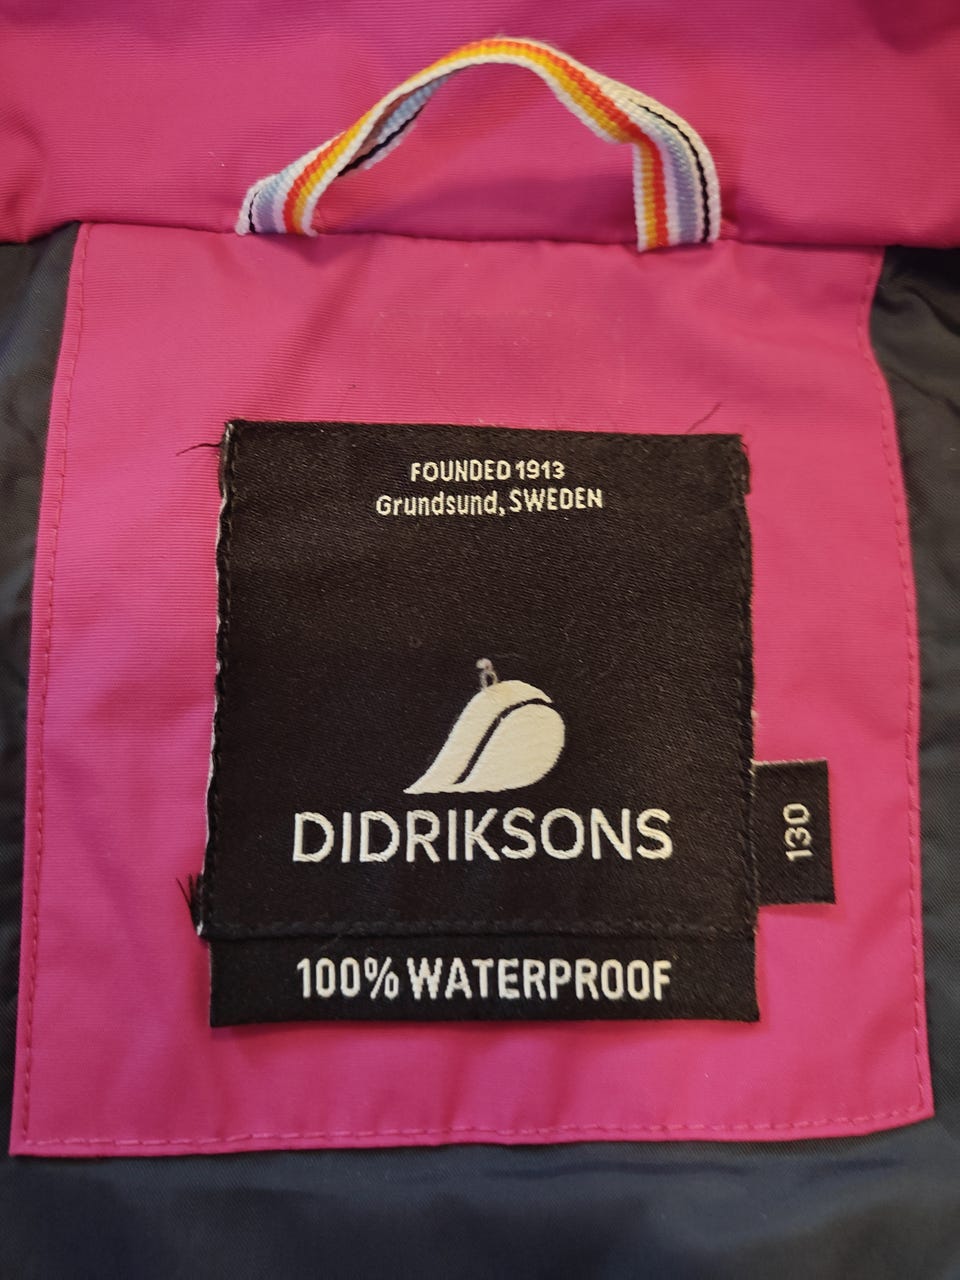 FOUNDED 1913
Grundsund, SWEDEN
DIDRIKSONS
130
100% WATERPROOF